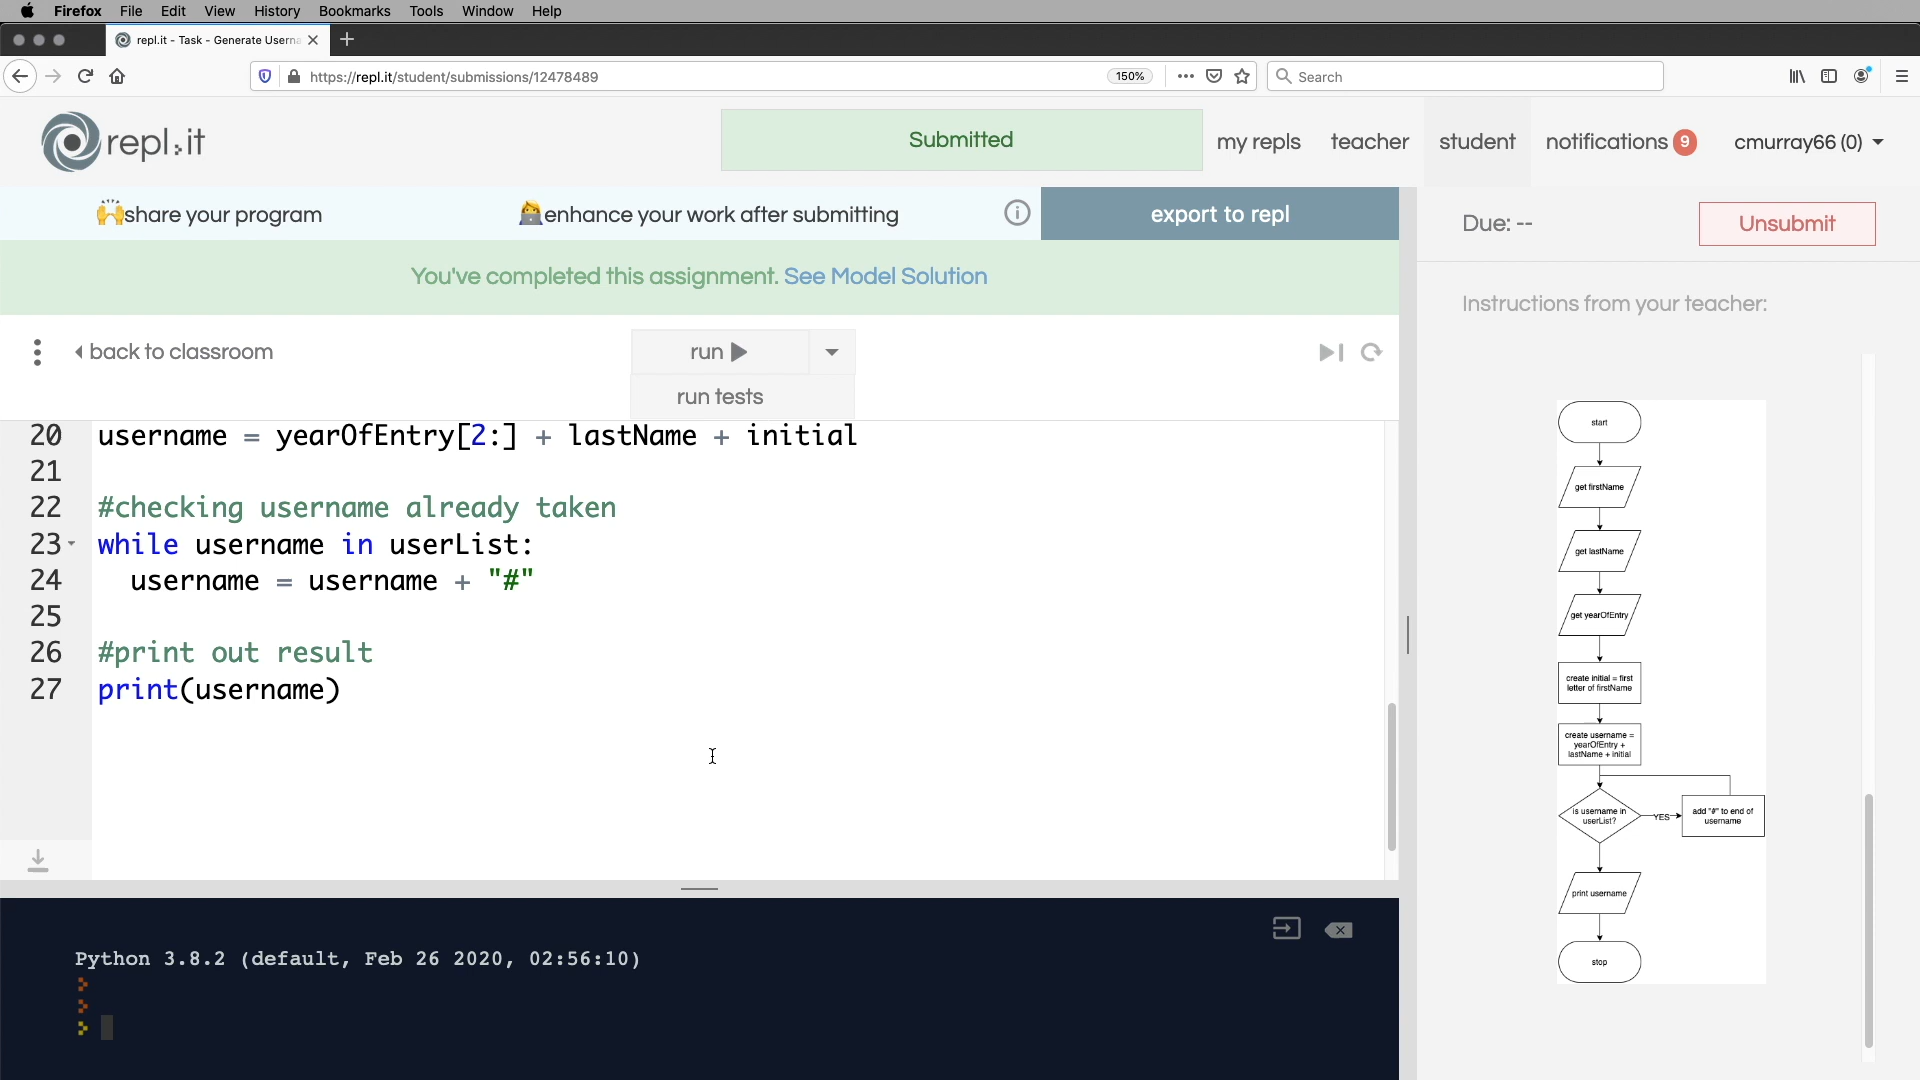 Firefox File Edit View History Bookmarks Tools Window Help
repl.it - Task - Generate Userna
https://repl.it/student/submissions/12478489
150%
Search
repl.it
Submitted
my repls
teacher
student
notifications 9
cmurray66 (0)
share your program
enhance your work after submitting
export to repl
Due: --
Unsubmit
You've completed this assignment. See Model Solution
Instructions from your teacher:
back to classroom
run
run tests
20 username = yearOfEntry[2:] + lastName + initial
21
22 #checking username already taken
23 while username in userList:
24 username = username + "#"
25
26 #print out result
27 print(username)
Python 3.8.2 (default, Feb 26 2020, 02:56:10)
start
get firstName
get lastName
get yearOfEntry
create initial = first
letter of firstName
create username =
yearOfEntry +
lastName + initial
is username in
userList?
YES
add "#" to end of
username
print username
stop